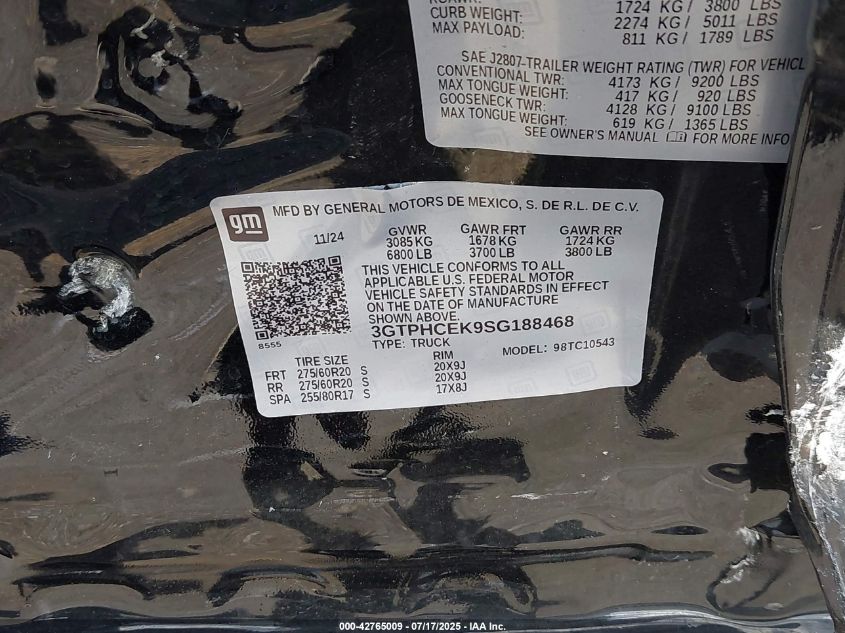 1724 KG/ 3800 LBS
CURB WEIGHT: 2274 KG/ 5011 LBS
MAX PAYLOAD: 811 KG/ 1789 LBS
SAE J2807-TRAILER WEIGHT RATING (TWR) FOR VEHICL
CONVENTIONAL TWR: 4173 KG/ 9200 LBS
MAX TONGUE WEIGHT: 417 KG/ 920 LBS
GOOSENECK TWR: 4128 KG/ 9100 LBS
MAX TONGUE WEIGHT: 619 KG/ 1365 LBS
SEE OWNER'S MANUAL FOR MORE INFO
gm MFD BY GENERAL MOTORS DE MEXICO, S. DE R.L. DE C.V.
11/24 GVWR GAWR FRT GAWR RR
3085 KG 1678 KG 1724 KG
6800 LB 3700 LB 3800 LB
THIS VEHICLE CONFORMS TO ALL
APPLICABLE U.S. FEDERAL MOTOR
VEHICLE SAFETY STANDARDS IN EFFECT
ON THE DATE OF MANUFACTURE
SHOWN ABOVE.
3GTPHCEK9SG188468
8555 TYPE: TRUCK MODEL: 98TC10543
TIRE SIZE RIM
FRT 275/60R20 S 20X9J
RR 275/60R20 S 20X9J
SPA 255/80R17 S 17X8J
000-42765009 - 07/17/2025 - IAA Inc.